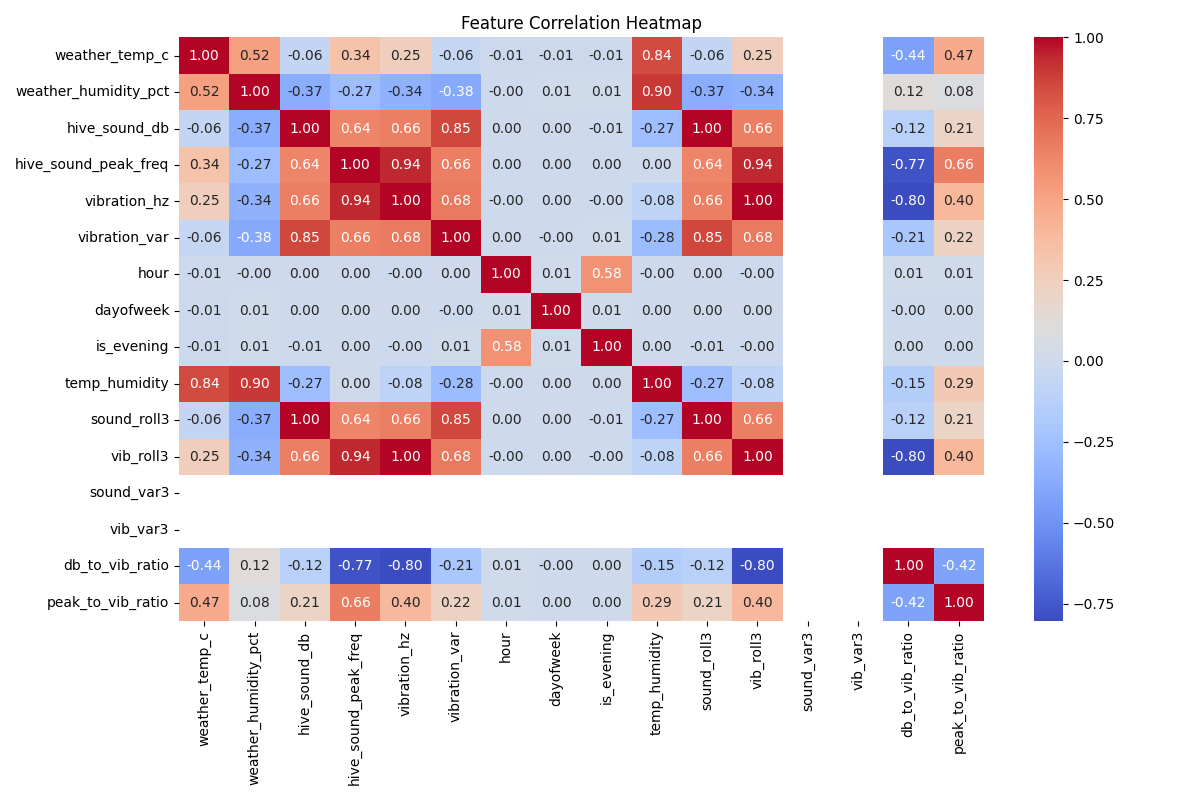 Feature Correlation Heatmap
weather_temp_c 1.00 0.52 -0.06 0.34 0.25 -0.06 -0.01 -0.01 -0.01 0.84 -0.06 0.25 -0.44 0.47
weather_humidity_pct 0.52 1.00 -0.37 -0.27 -0.34 -0.38 -0.00 0.01 0.01 0.90 -0.37 -0.34 0.12 0.08
hive_sound_db -0.06 -0.37 1.00 0.64 0.66 0.85 0.00 0.00 -0.01 -0.27 1.00 0.66 -0.12 0.21
hive_sound_peak_freq 0.34 -0.27 0.64 1.00 0.94 0.66 0.00 0.00 0.00 0.00 0.64 0.94 -0.77 0.66
vibration_hz 0.25 -0.34 0.66 0.94 1.00 0.68 -0.00 0.00 -0.00 -0.08 0.66 1.00 -0.80 0.40
vibration_var -0.06 -0.38 0.85 0.66 0.68 1.00 0.00 -0.00 0.01 -0.28 0.85 0.68 -0.21 0.22
hour -0.01 -0.00 0.00 0.00 -0.00 0.00 1.00 0.01 0.58 -0.00 0.00 -0.00 0.01 0.01
dayofweek -0.01 0.01 0.00 0.00 0.00 -0.00 0.01 1.00 0.01 0.00 0.00 0.00 -0.00 0.00
is_evening -0.01 0.01 -0.01 0.00 -0.00 0.01 0.58 0.01 1.00 0.00 -0.01 -0.00 0.00 0.00
temp_humidity 0.84 0.90 -0.27 0.00 -0.08 -0.28 -0.00 0.00 0.00 1.00 -0.27 -0.08 -0.15 0.29
sound_roll3 -0.06 -0.37 1.00 0.64 0.66 0.85 0.00 0.00 -0.01 -0.27 1.00 0.66 -0.12 0.21
vib_roll3 0.25 -0.34 0.66 0.94 1.00 0.68 -0.00 0.00 -0.00 -0.08 0.66 1.00 -0.80 0.40
sound_var3
vib_var3
db_to_vib_ratio -0.44 0.12 -0.12 -0.77 -0.80 -0.21 0.01 -0.00 0.00 -0.15 -0.12 -0.80 1.00 -0.42
peak_to_vib_ratio 0.47 0.08 0.21 0.66 0.40 0.22 0.01 0.00 0.00 0.29 0.21 0.40 -0.42 1.00
weather_temp_c
weather_humidity_pct
hive_sound_db
hive_sound_peak_freq
vibration_hz
vibration_var
hour
dayofweek
is_evening
temp_humidity
sound_roll3
vib_roll3
sound_var3
vib_var3
db_to_vib_ratio
peak_to_vib_ratio
1.00
0.75
0.50
0.25
0.00
−0.25
−0.50
−0.75